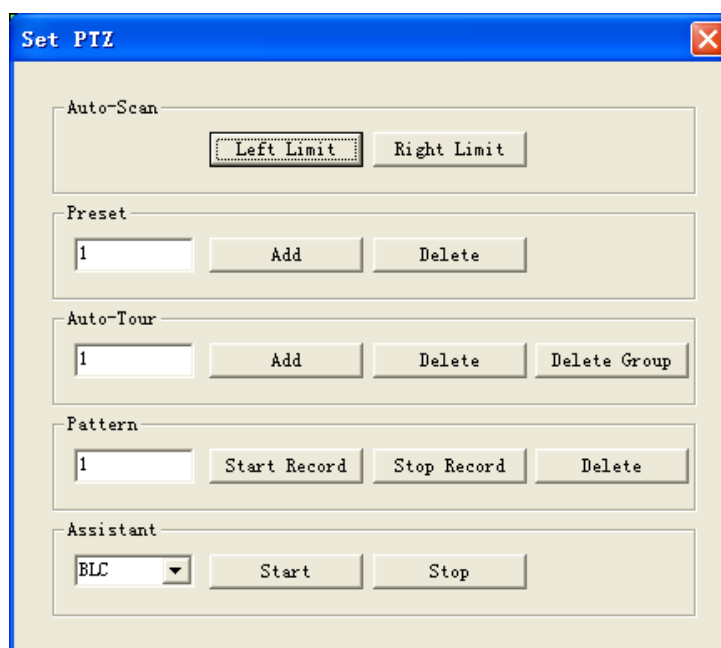 Set PTZ
Auto-Scan
Left Limit Right Limit
Preset
1 Add Delete
Auto-Tour
1 Add Delete Delete Group
Pattern
1 Start Record Stop Record Delete
Assistant
BLC Start Stop